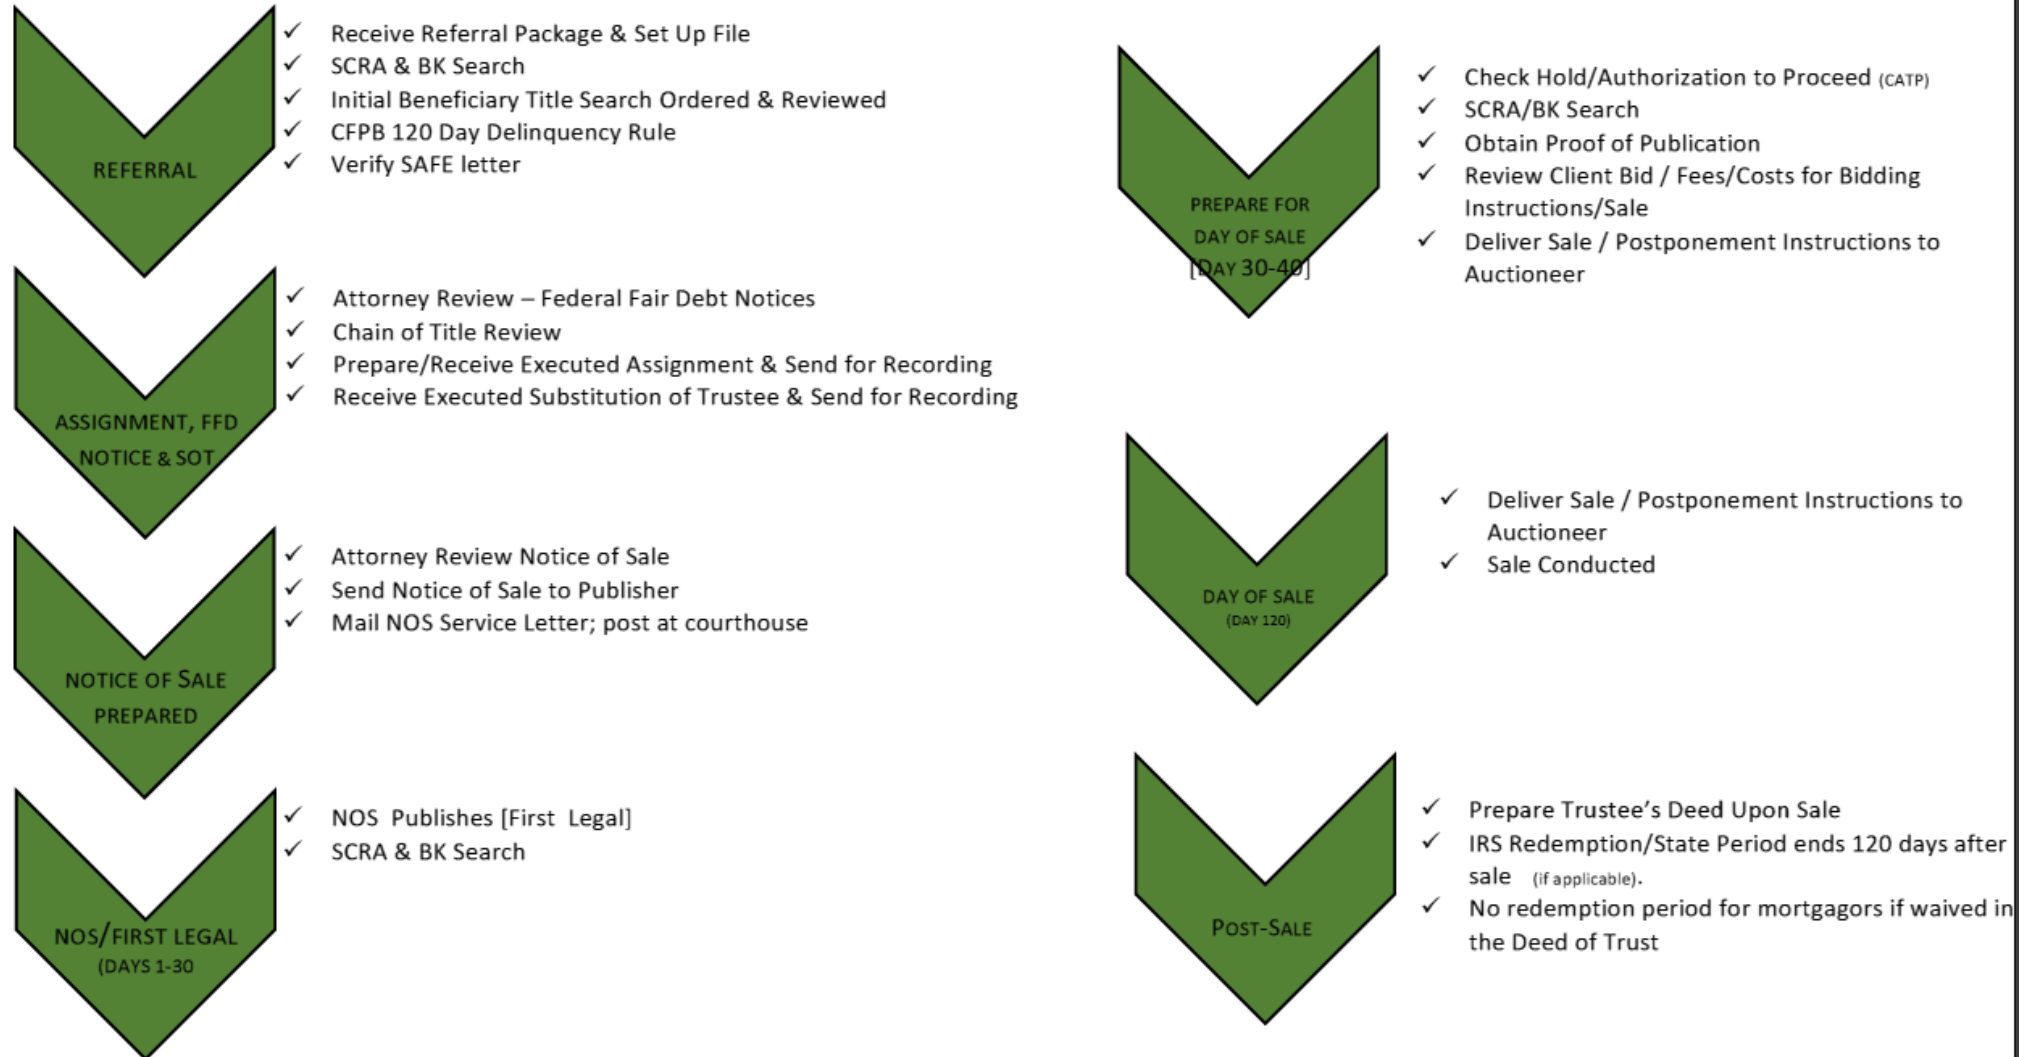 REFERRAL
✓ Receive Referral Package & Set Up File
✓ SCRA & BK Search
✓ Initial Beneficiary Title Search Ordered & Reviewed
✓ CFPB 120 Day Delinquency Rule
✓ Verify SAFE letter
ASSIGNMENT, FFD
NOTICE & SOT
✓ Attorney Review – Federal Fair Debt Notices
✓ Chain of Title Review
✓ Prepare/Receive Executed Assignment & Send for Recording
✓ Receive Executed Substitution of Trustee & Send for Recording
NOTICE OF SALE
PREPARED
✓ Attorney Review Notice of Sale
✓ Send Notice of Sale to Publisher
✓ Mail NOS Service Letter; post at courthouse
NOS/FIRST LEGAL
(DAYS 1-30
✓ NOS Publishes [First Legal]
✓ SCRA & BK Search
PREPARE FOR
DAY OF SALE
[DAY 30-40]
✓ Check Hold/Authorization to Proceed (CATP)
✓ SCRA/BK Search
✓ Obtain Proof of Publication
✓ Review Client Bid / Fees/Costs for Bidding
Instructions/Sale
✓ Deliver Sale / Postponement Instructions to
Auctioneer
DAY OF SALE
(DAY 120)
✓ Deliver Sale / Postponement Instructions to
Auctioneer
✓ Sale Conducted
POST-SALE
✓ Prepare Trustee’s Deed Upon Sale
✓ IRS Redemption/State Period ends 120 days after
sale (if applicable).
✓ No redemption period for mortgagors if waived in
the Deed of Trust